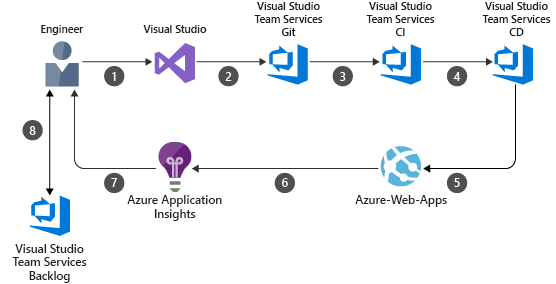 Engineer
Visual Studio
Visual Studio
Team Services
Git
Visual Studio
Team Services
CI
Visual Studio
Team Services
CD
1
2
3
4
8
7
6
5
Azure Application
Insights
Azure-Web-Apps
Visual Studio
Team Services
Backlog